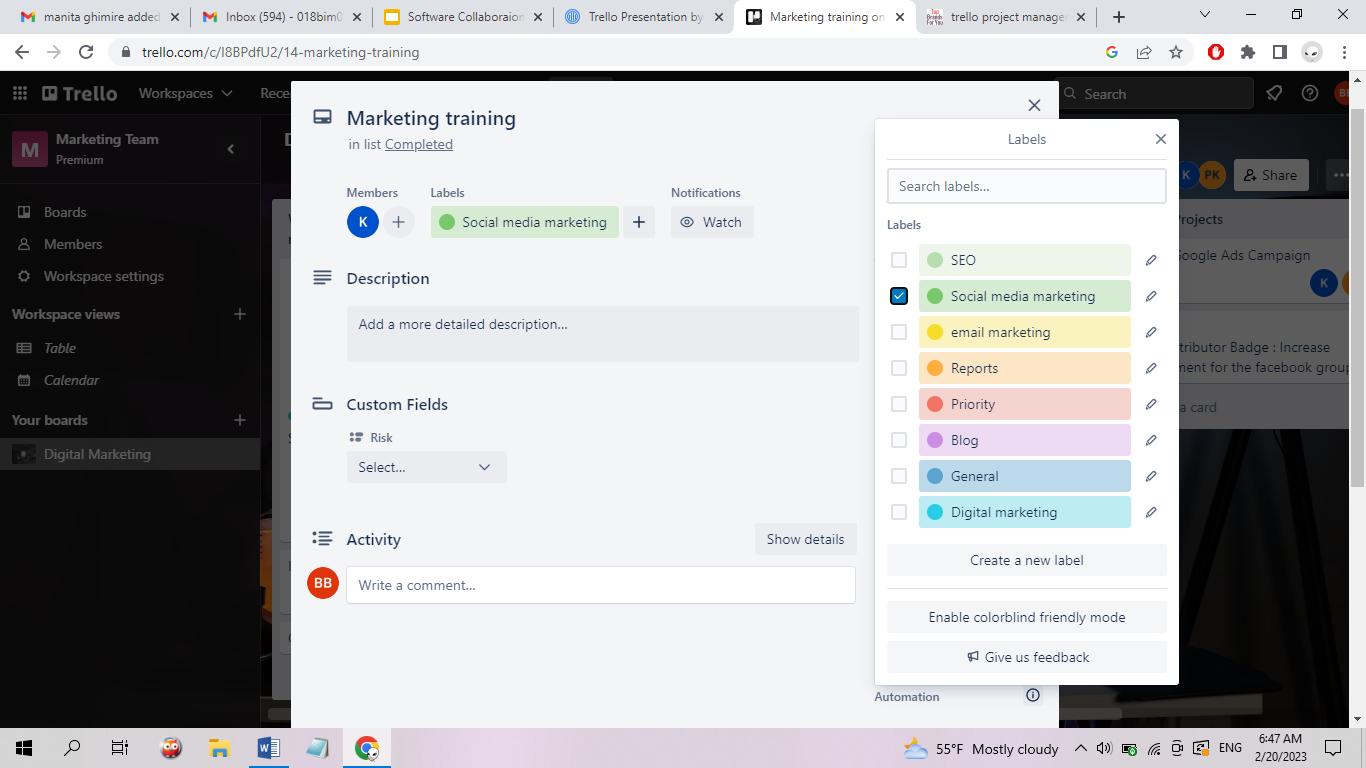 manita ghimire added
Inbox (594) - 018bim0
Software Collaboraion
Trello Presentation by
Marketing training on
trello project manage
trello.com/c/I8BPdfU2/14-marketing-training
Trello
Workspaces
Rece
Search
M
Marketing Team
Premium
Boards
Members
Workspace settings
Workspace views
Table
Calendar
Your boards
Digital Marketing
Marketing training
in list Completed
Members
Labels
Notifications
K
Social media marketing
Watch
Description
Add a more detailed description...
Custom Fields
Risk
Select...
Activity
Show details
BB
Write a comment...
Automation
Labels
Search labels...
Labels
SEO
Social media marketing
email marketing
Reports
Priority
Blog
General
Digital marketing
Create a new label
Enable colorblind friendly mode
Give us feedback
K
PK
Share
Projects
Google Ads Campaign
K
tributor Badge : Increase
ment for the facebook group
a card
55°F Mostly cloudy
ENG
6:47 AM
2/20/2023